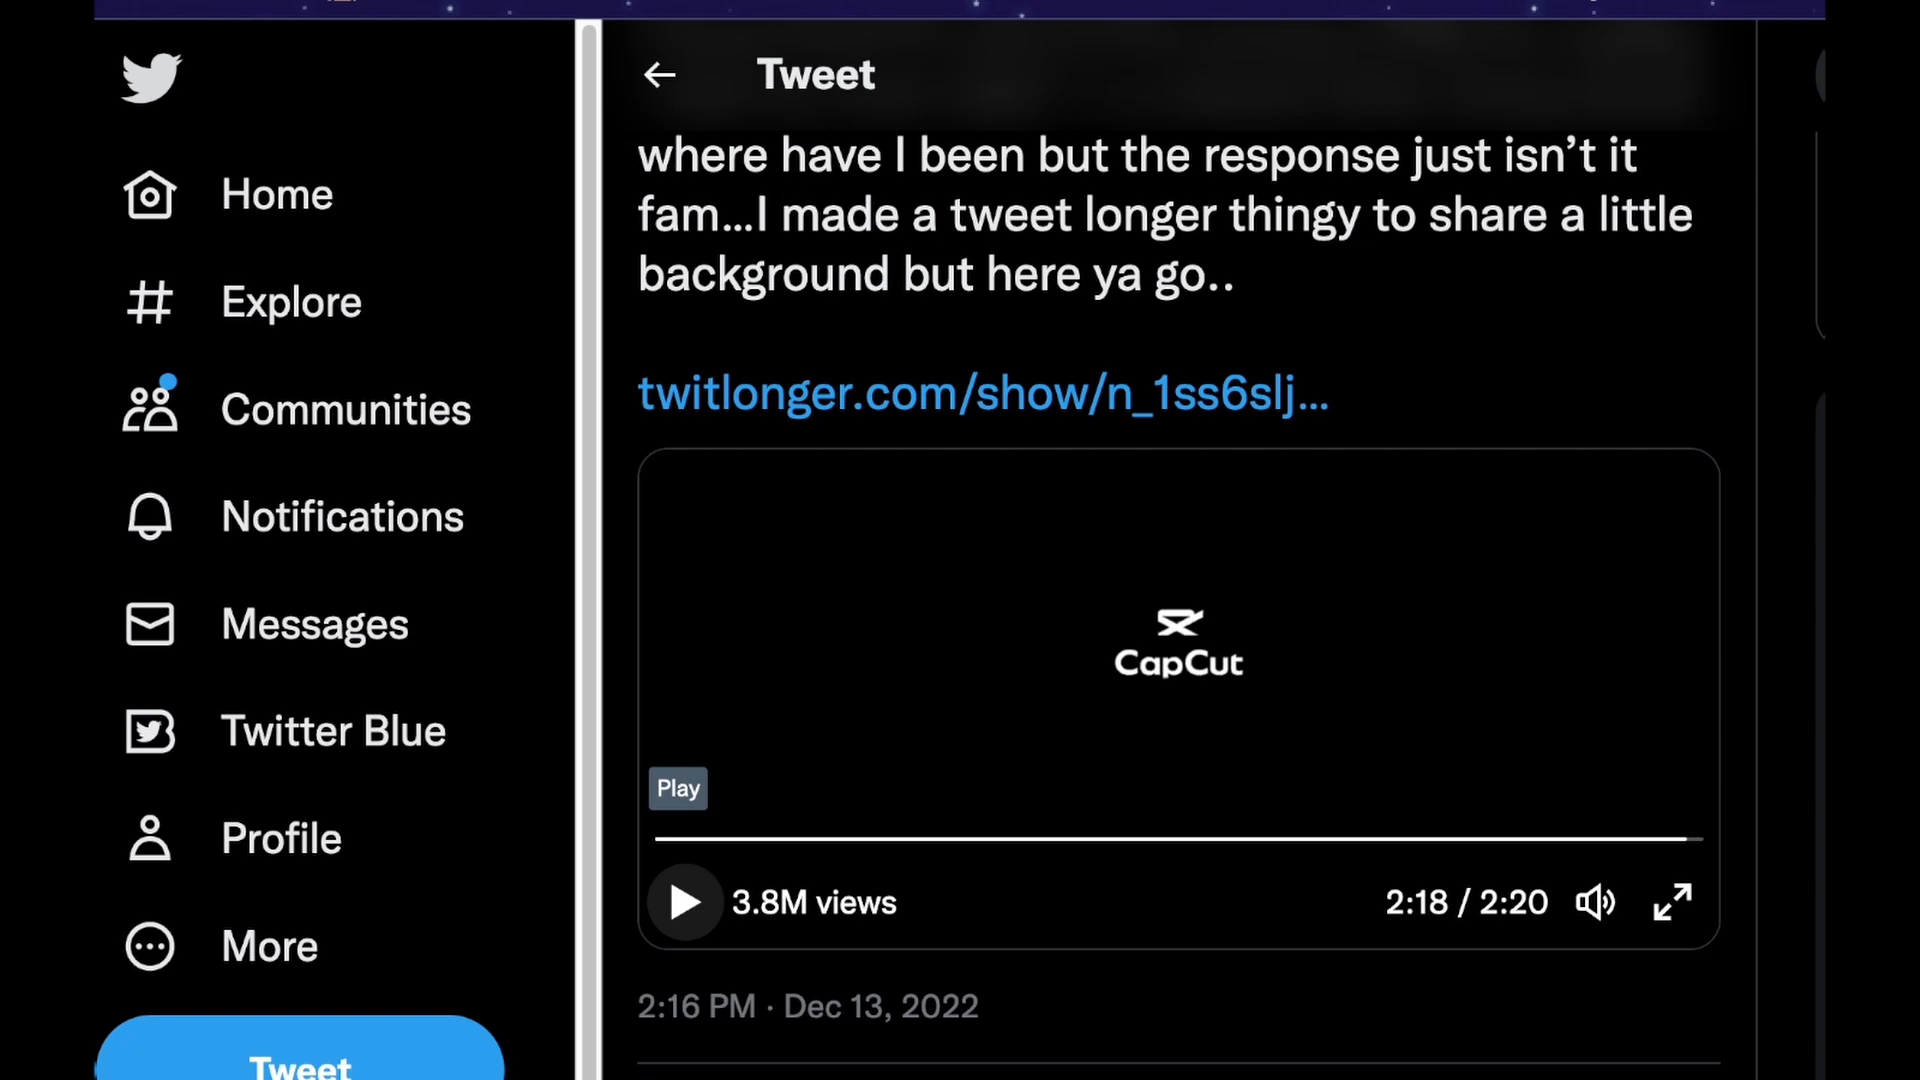 Home
Explore
Communities
Notifications
Messages
Twitter Blue
Profile
More
Tweet
Tweet
where have I been but the response just isn’t it
fam...I made a tweet longer thingy to share a little
background but here ya go..
twitlonger.com/show/n_1ss6slj...
CapCut
Play
3.8M views
2:18 / 2:20
2:16 PM · Dec 13, 2022